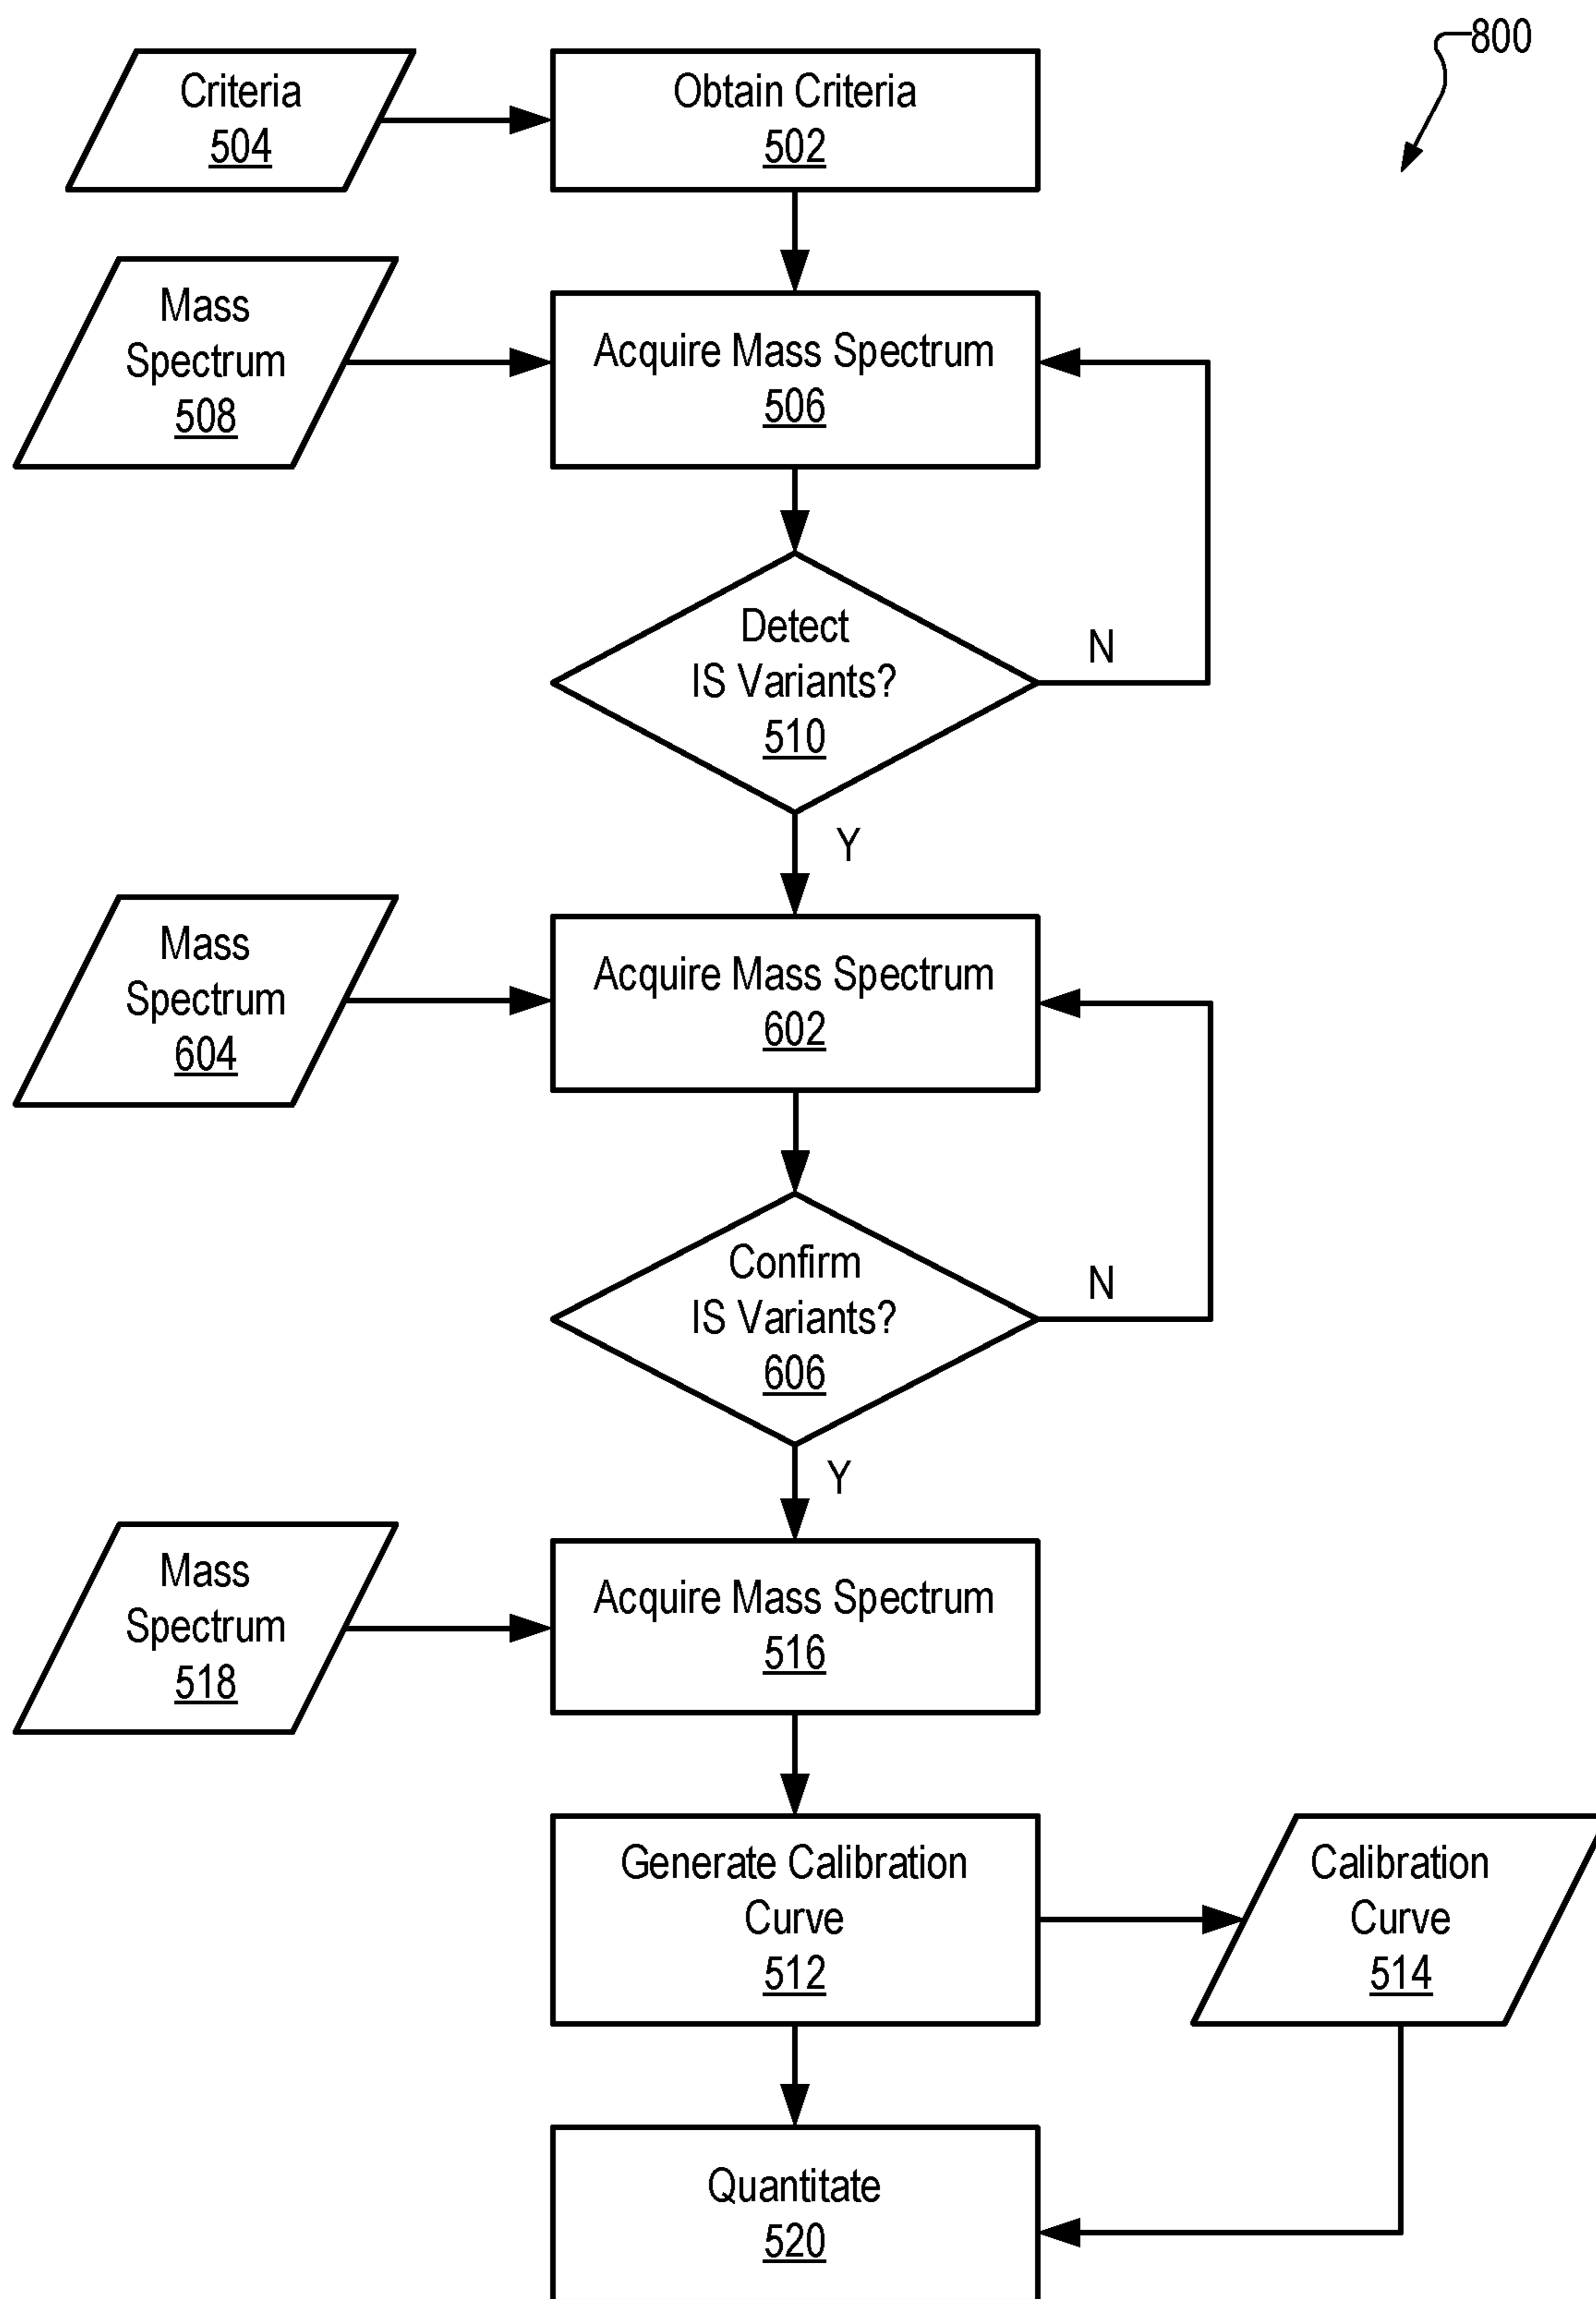 800
Criteria
504
Obtain Criteria
502
Mass
Spectrum
508
Acquire Mass Spectrum
506
Detect
IS Variants?
510
N
Y
Mass
Spectrum
604
Acquire Mass Spectrum
602
Confirm
IS Variants?
606
N
Y
Mass
Spectrum
518
Acquire Mass Spectrum
516
Generate Calibration
Curve
512
Calibration
Curve
514
Quantitate
520